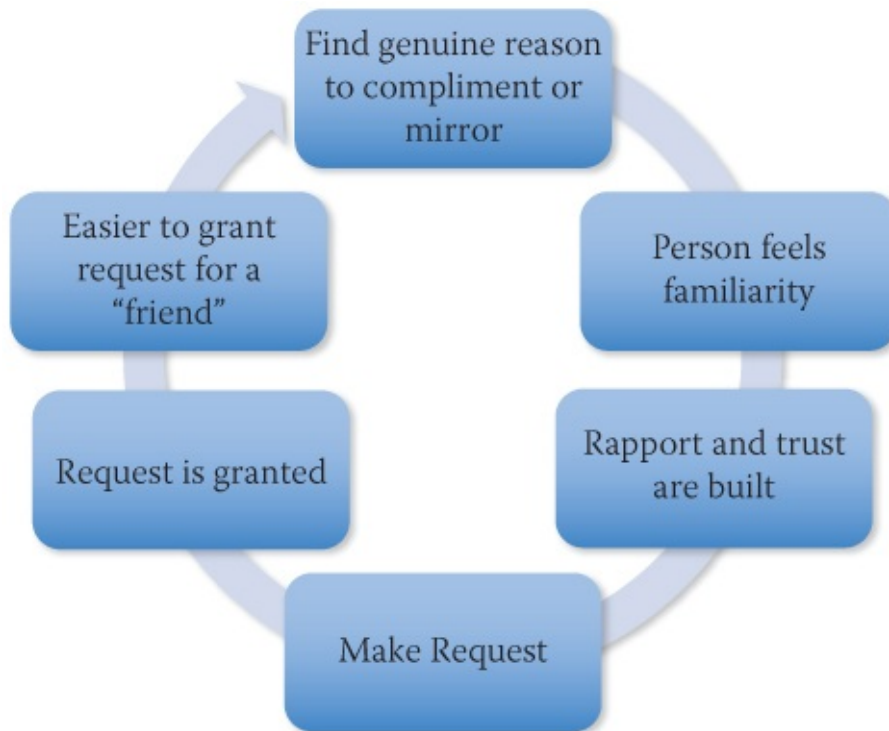 Find genuine reason
to compliment or
mirror
Person feels
familiarity
Rapport and trust
are built
Make Request
Request is granted
Easier to grant
request for a
“friend”